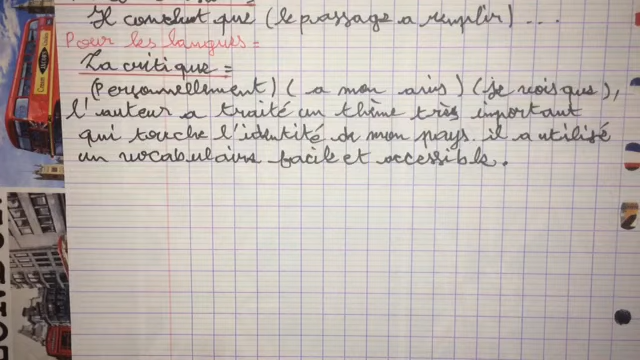 Il conclut que (le passage a remplir) ...
Pour les langues =
La critique =
(Personnellement) (a mon avis) (je vois que),
l'auteur a traité un thème très important
qui touche l'identité de mon pays. il a utilisé
un vocabulaire facile et accessible.